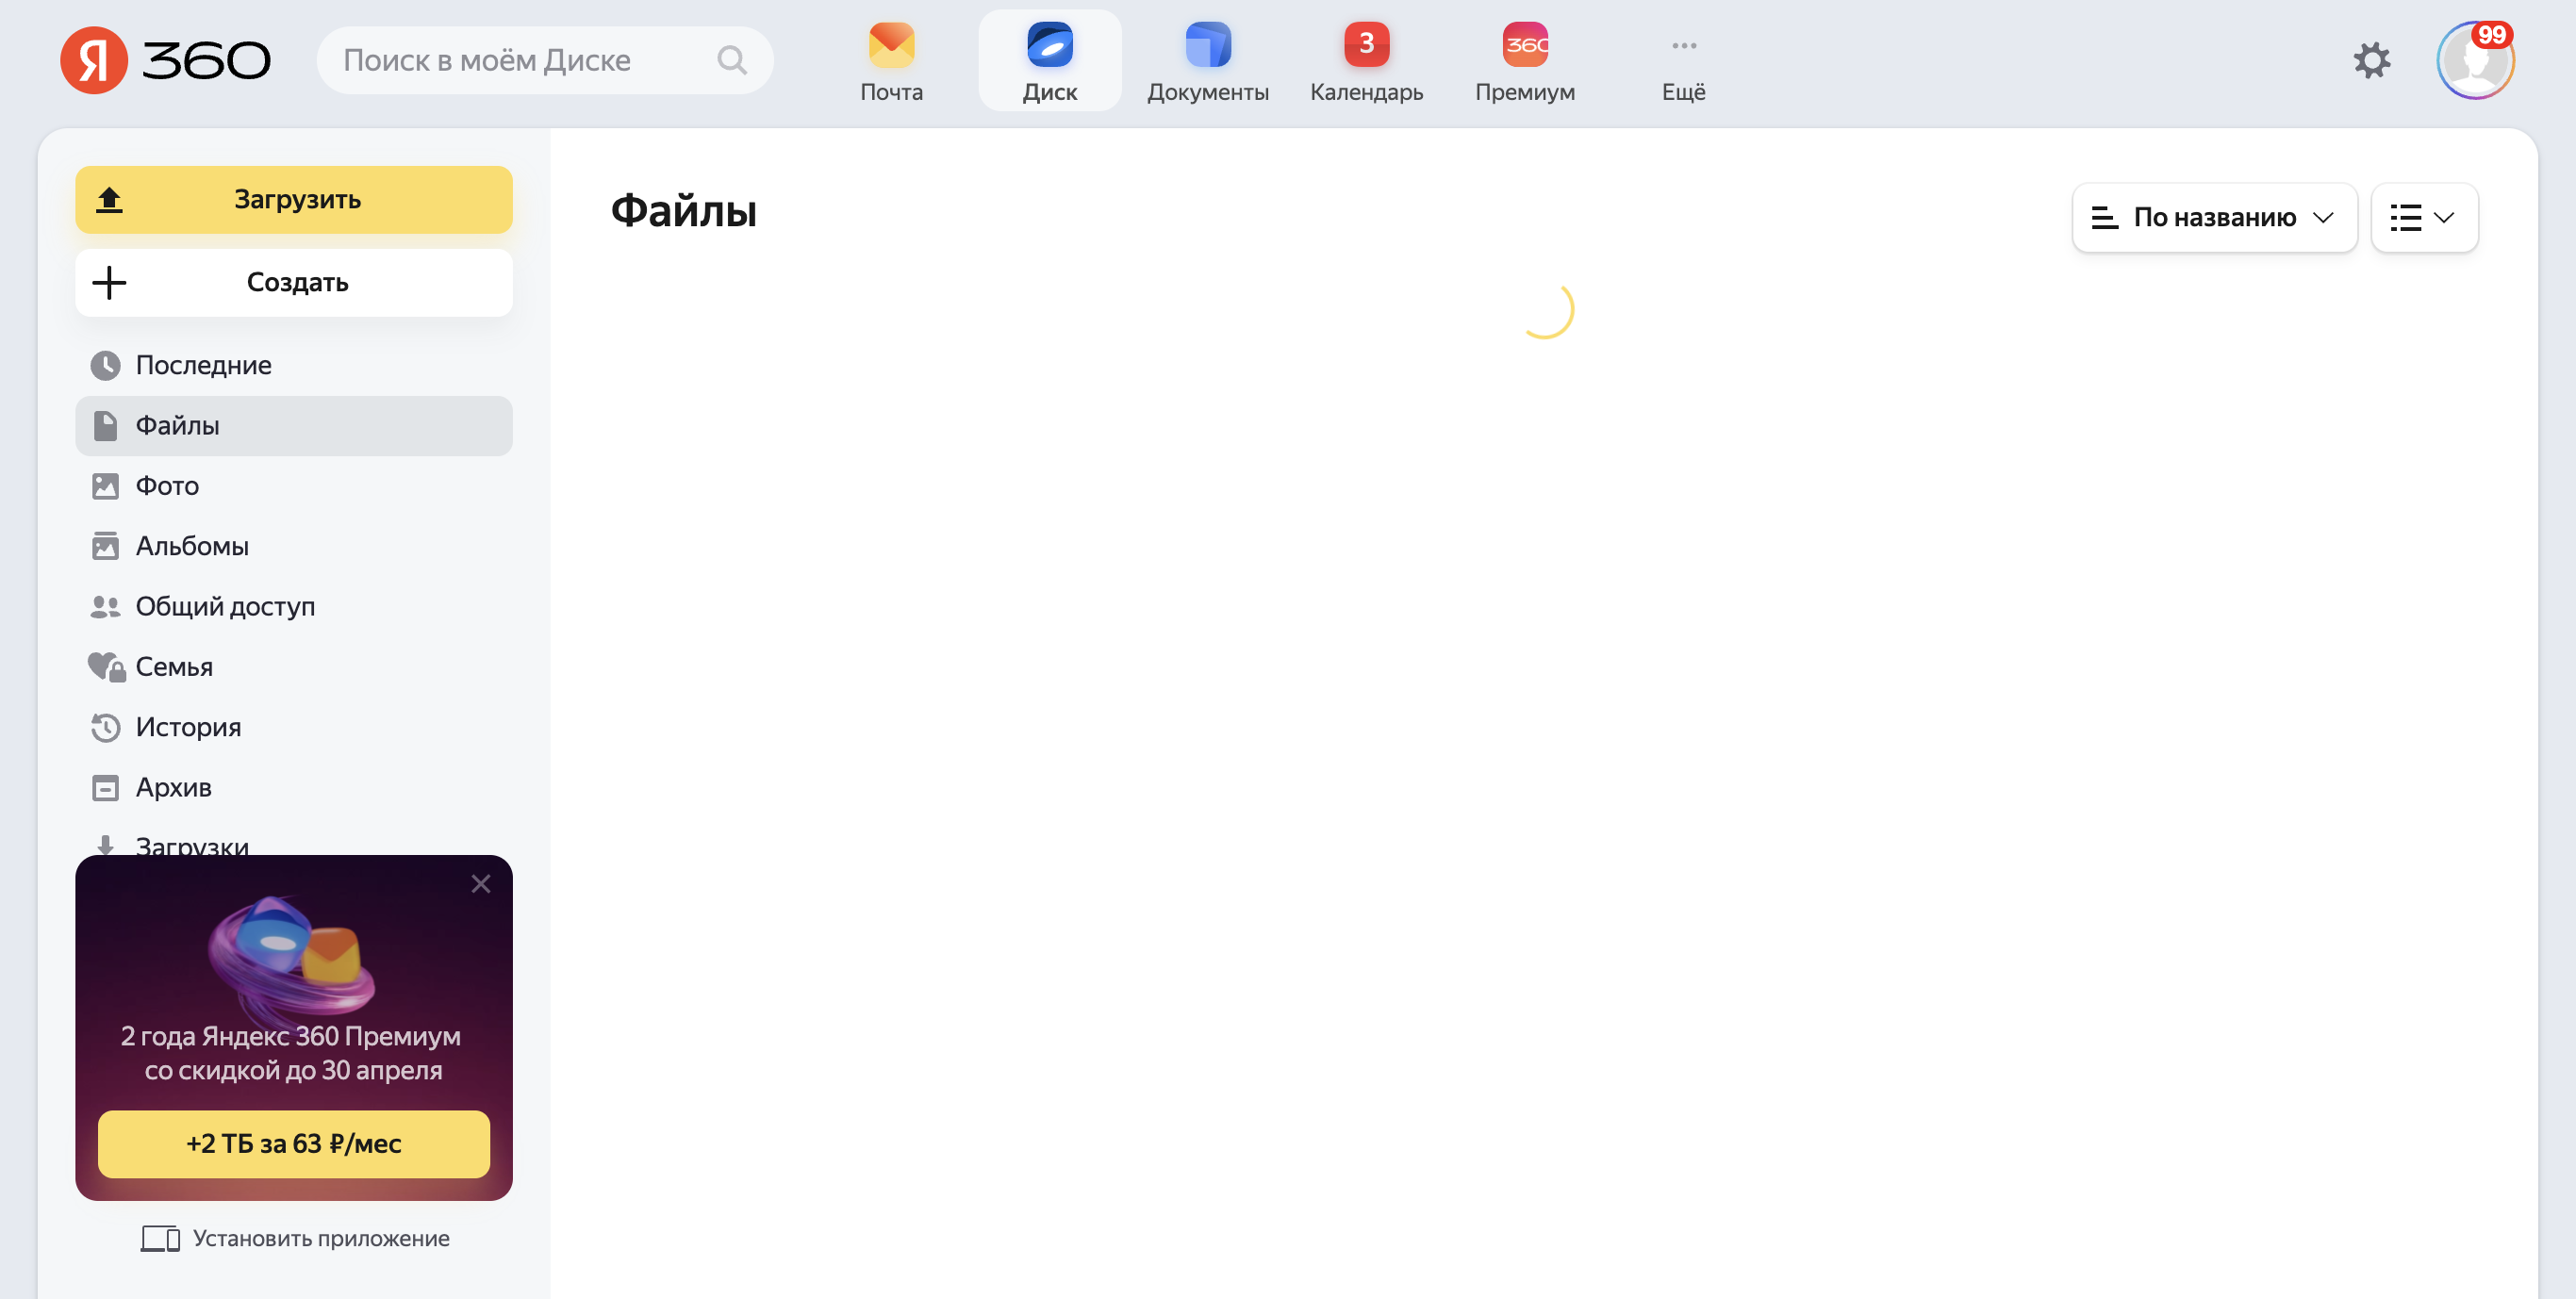 Я 360
Поиск в моём Диске
Почта
Диск
Документы
3
Календарь
360
Премиум
Ещё
99
Загрузить
Создать
Последние
Файлы
Фото
Альбомы
Общий доступ
Семья
История
Архив
Загрузки
2 года Яндекс 360 Премиум
со скидкой до 30 апреля
+2 ТБ за 63 ₽/мес
Установить приложение
Файлы
По названию